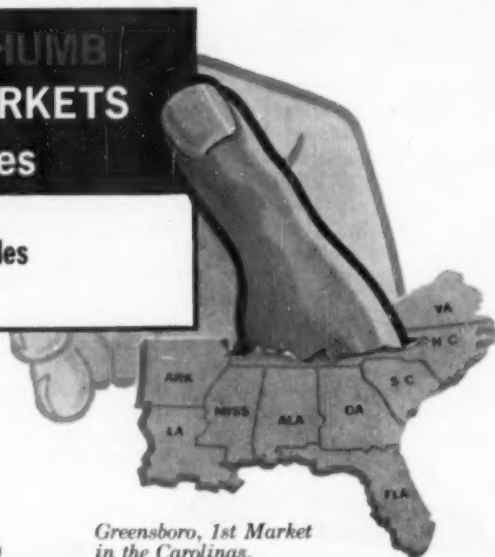 HUMB
RKETS
es
les
VA
N C
ARK
S C
MISS
ALA
GA
LA
FLA
Greensboro, 1st Market
in the Carolinas.